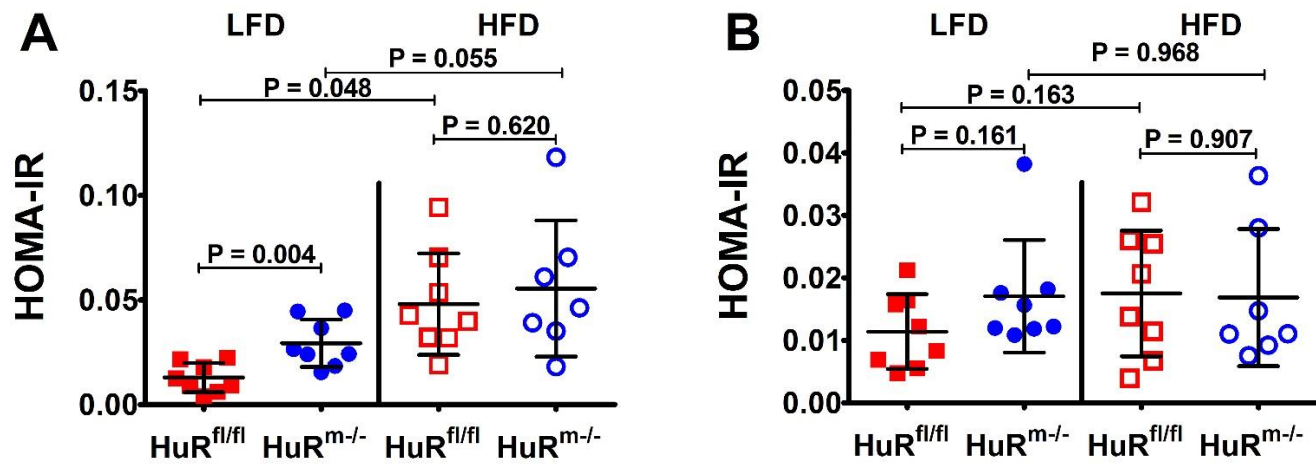 A
LFD
HFD
P = 0.055
P = 0.048
P = 0.620
P = 0.004
HOMA-IR
0.15
0.10
0.05
0.00
HuR^fl/fl
HuR^m-/-
HuR^fl/fl
HuR^m-/-
B
LFD
HFD
P = 0.968
P = 0.163
P = 0.161
P = 0.907
HOMA-IR
0.05
0.04
0.03
0.02
0.01
0.00
HuR^fl/fl
HuR^m-/-
HuR^fl/fl
HuR^m-/-